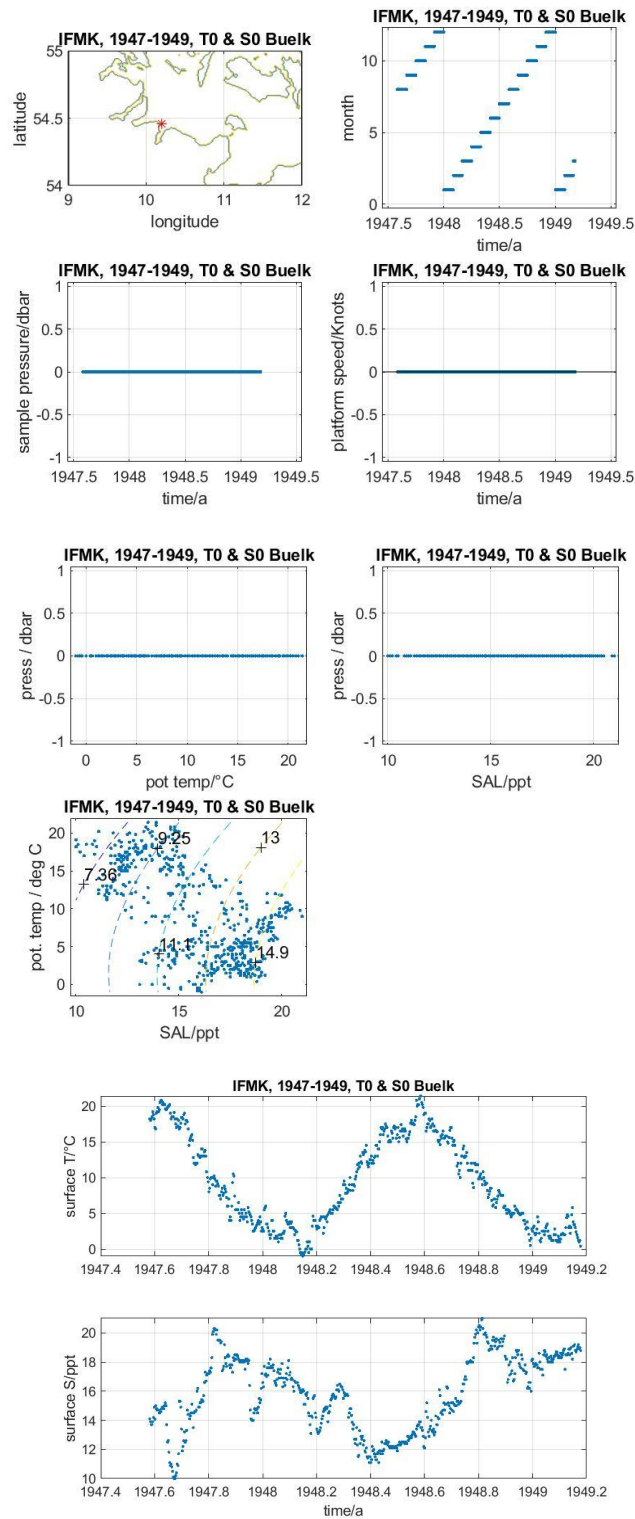 IFMK, 1947-1949, T0 & S0 Buelk
55
54.5
54
latitude
9 10 11 12
longitude
IFMK, 1947-1949, T0 & S0 Buelk
10
5
0
month
1947.5 1948 1948.5 1949 1949.5
time/a
IFMK, 1947-1949, T0 & S0 Buelk
1
0.5
0
-0.5
-1
sample pressure/dbar
1947.5 1948 1948.5 1949 1949.5
time/a
IFMK, 1947-1949, T0 & S0 Buelk
1
0.5
0
-0.5
-1
platform speed/Knots
1947.5 1948 1948.5 1949 1949.5
time/a
IFMK, 1947-1949, T0 & S0 Buelk
1
0.5
0
-0.5
-1
press / dbar
0 5 10 15 20
pot temp/°C
IFMK, 1947-1949, T0 & S0 Buelk
1
0.5
0
-0.5
-1
press / dbar
10 15 20
SAL/ppt
IFMK, 1947-1949, T0 & S0 Buelk
20
15
10
5
0
pot. temp / deg C
9.25
13
7.36
11.1
14.9
10 15 20
SAL/ppt
IFMK, 1947-1949, T0 & S0 Buelk
20
15
10
5
0
surface T/°C
1947.4 1947.6 1947.8 1948 1948.2 1948.4 1948.6 1948.8 1949 1949.2
20
18
16
14
12
10
surface S/ppt
1947.4 1947.6 1947.8 1948 1948.2 1948.4 1948.6 1948.8 1949 1949.2
time/a